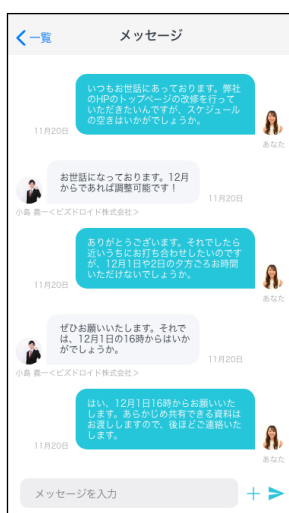 一覧 メッセージ
いつもお世話にあっております。弊社
のHPのトップページの改修を行って
いただきたいんですが、スケジュール
の空きはいかがでしょうか。
11月20日
あなた
お世話になっております。12月
からであれば調整可能です！
11月20日
小島 義一<ビズドロイド株式会社>
ありがとうございます。それでしたら
近いうちにお打ち合わせしたいのです
が、12月1日や2日の夕方ごろお時間
いただけないでしょうか。
11月20日
あなた
ぜひお願いいたします。それで
は、12月1日の16時からはいか
がでしょうか。
11月20日
小島 義一<ビズドロイド株式会社>
はい、12月1日16時からお願いいた
します。あらかじめ共有できる資料は
お渡ししますので、後ほどご連絡いた
します。
11月20日
あなた
メッセージを入力